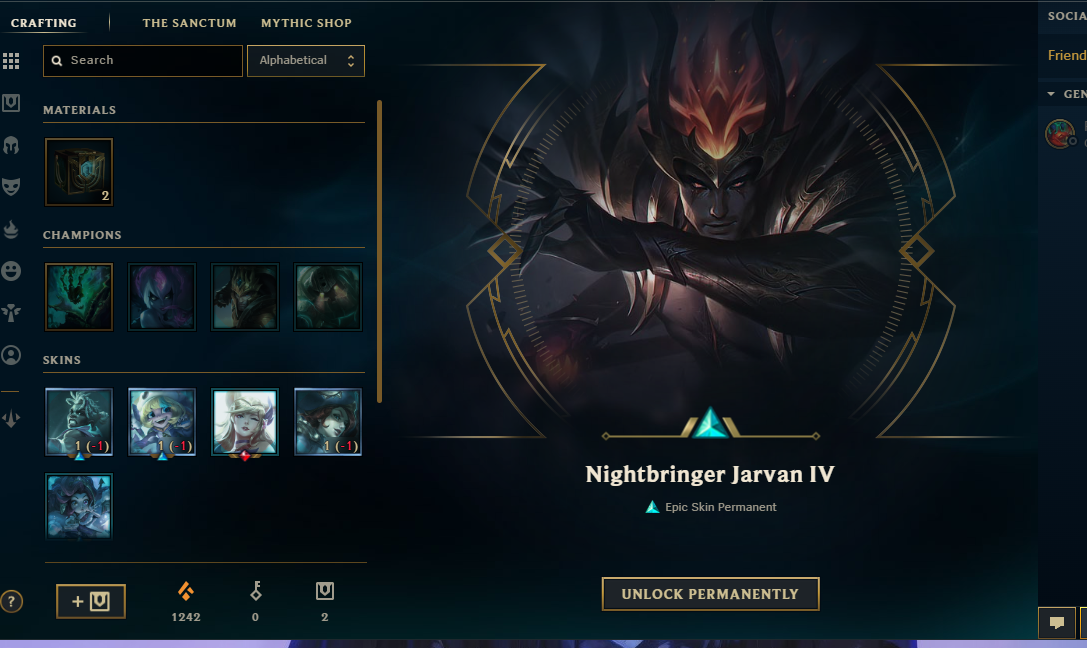 CRAFTING
THE SANCTUM
MYTHIC SHOP
SOCIA
Search
Alphabetical
Friend
GEN
MATERIALS
2
CHAMPIONS
SKINS
1 (-1)
1 (-1)
1 (-1)
Nightbringer Jarvan IV
Epic Skin Permanent
UNLOCK PERMANENTLY
?
+
1242
0
2